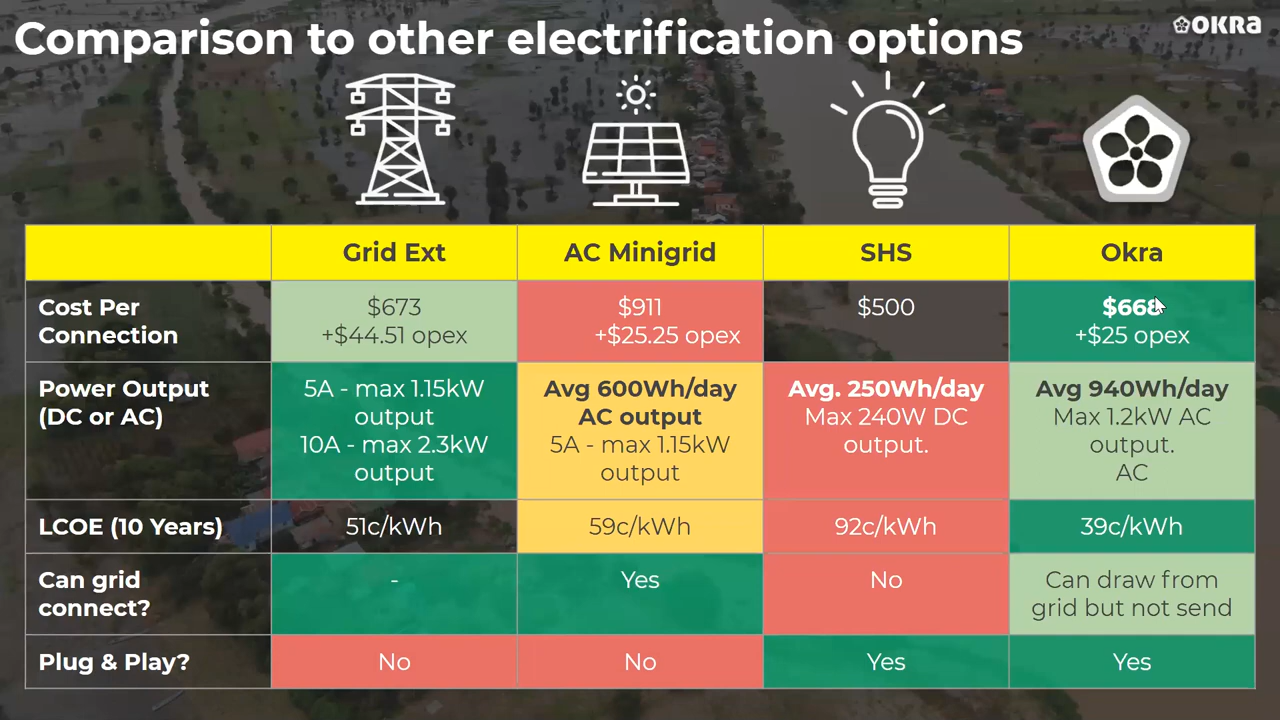 Comparison to other electrification options
okra
Grid Ext
AC Minigrid
SHS
Okra
Cost Per
Connection
$673
+$44.51 opex
$911
+$25.25 opex
$500
$668
+$25 opex
Power Output
(DC or AC)
5A - max 1.15kW
output
10A - max 2.3kW
output
Avg 600Wh/day
AC output
5A - max 1.15kW
output
Avg. 250Wh/day
Max 240W DC
output.
Avg 940Wh/day
Max 1.2kW AC
output.
AC
LCOE (10 Years)
51c/kWh
59c/kWh
92c/kWh
39c/kWh
Can grid
connect?
-
Yes
No
Can draw from
grid but not send
Plug & Play?
No
No
Yes
Yes